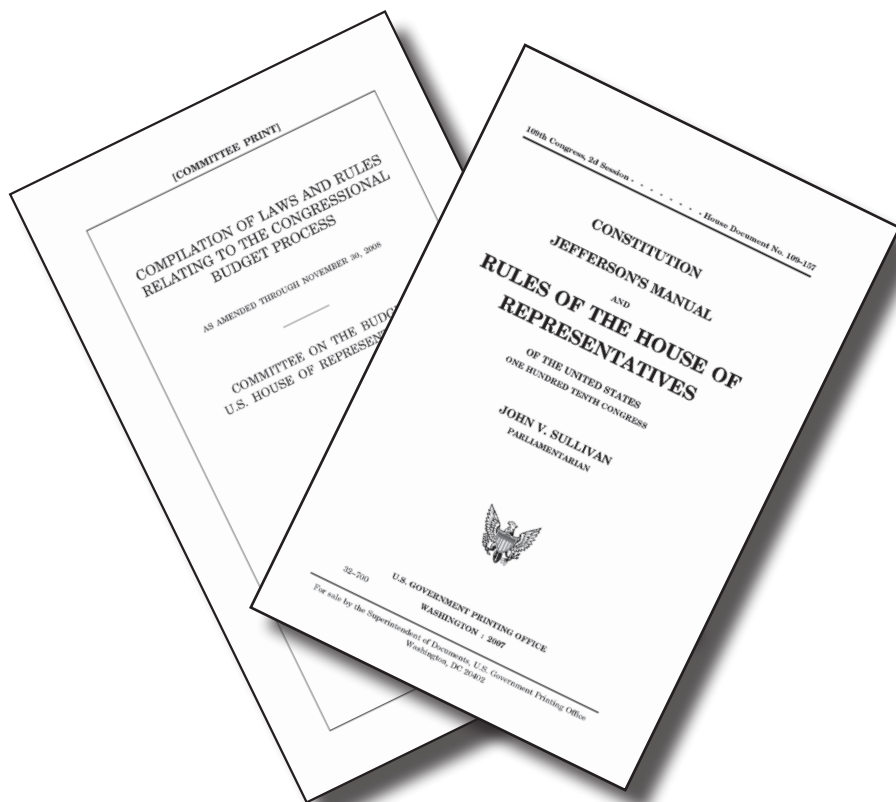 [COMMITTEE PRINT]
COMPILATION OF LAWS AND RULES
RELATING TO THE CONGRESSIONAL
BUDGET PROCESS
AS AMENDED THROUGH NOVEMBER 30, 2008
COMMITTEE ON THE
U.S. HOUSE OF
109th Congress, 2d Session . . . . . . . . House Document No. 109–157
CONSTITUTION
JEFFERSON'S MANUAL
AND
RULES OF THE HOUSE OF
REPRESENTATIVES
OF THE UNITED STATES
ONE HUNDRED TENTH CONGRESS
JOHN V. SULLIVAN
PARLIAMENTARIAN
32–700
U.S. GOVERNMENT PRINTING OFFICE
WASHINGTON : 2007
For sale by the Superintendent of Documents, U.S. Government Printing Office
Washington, DC 20402